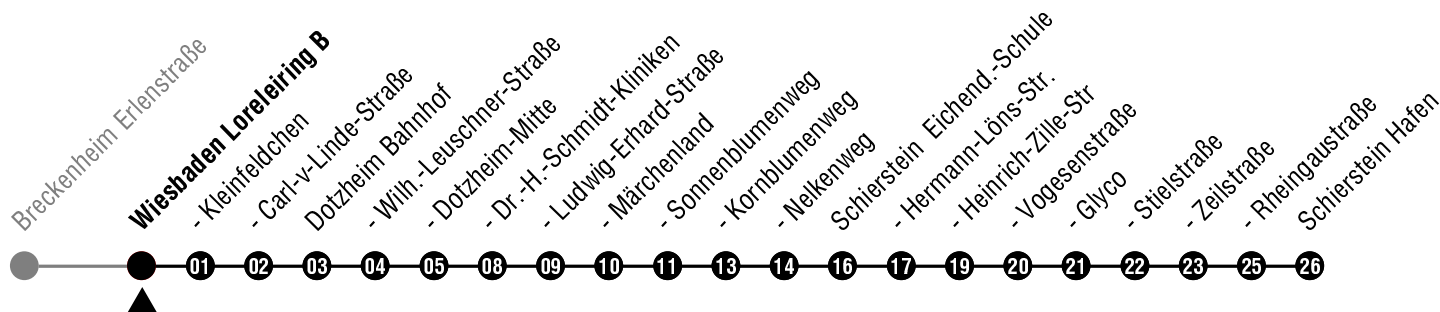 Breckenheim Erlenstraße
Wiesbaden Loreleiring B
- Kleinfeldchen
- Carl-v-Linde-Straße
Dotzheim Bahnhof
- Wilh.-Leuschner-Straße
- Dotzheim-Mitte
- Dr.-H.-Schmidt-Kliniken
- Ludwig-Erhard-Straße
- Märchenland
- Sonnenblumenweg
- Kornblumenweg
- Nelkenweg
Schierstein Eichend.-Schule
- Hermann-Löns-Str.
- Heinrich-Zille-Str
- Vogesenstraße
- Glyco
- Stielstraße
- Zeilstraße
- Rheingaustraße
Schierstein Hafen
01 02 03 04 05 08 09 10 11 13 14 16 17 19 20 21 22 23 25 26